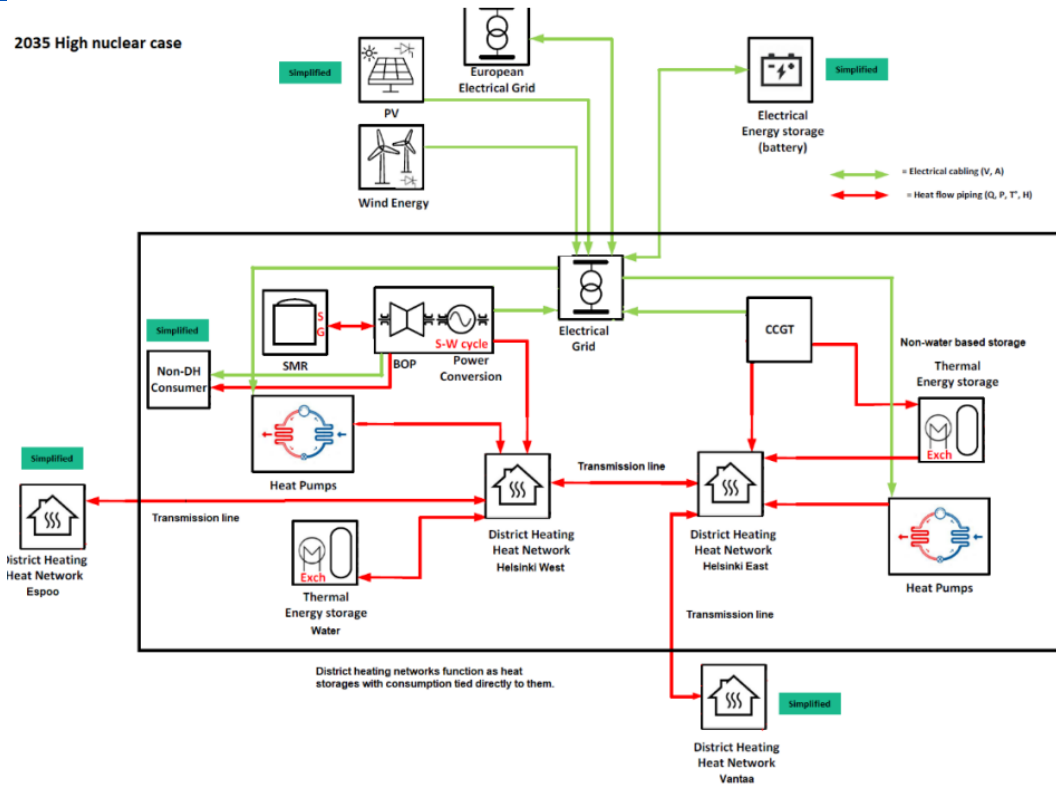 2035 High nuclear case
Simplified
PV
European
Electrical Grid
Simplified
Electrical
Energy storage
(battery)
Wind Energy
= Electrical cabling (V, A)
= Heat flow piping (Q, P, T°, H)
Electrical
Grid
SMR
S
G
S-W cycle
BOP
Power
Conversion
CCGT
Simplified
Non-DH
Consumer
Non-water based storage
Thermal
Energy storage
Exch
Heat Pumps
Simplified
District Heating
Heat Network
Espoo
Transmission line
Transmission line
District Heating
Heat Network
Helsinki West
District Heating
Heat Network
Helsinki East
Heat Pumps
Exch
Thermal
Energy storage
Water
Transmission line
District heating networks function as heat
storages with consumption tied directly to them.
Simplified
District Heating
Heat Network
Vantaa